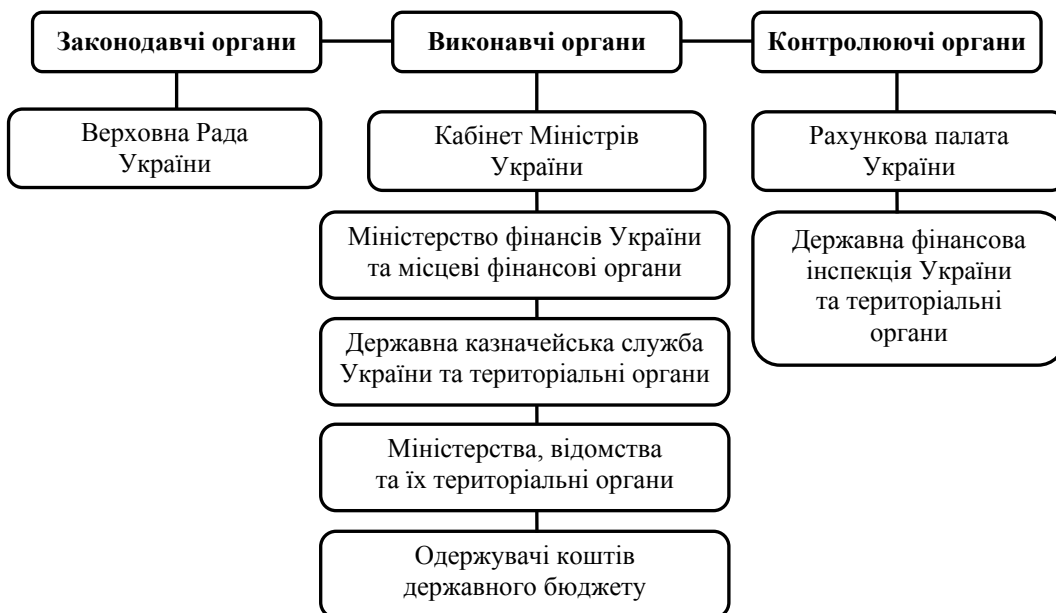 Законодавчі органи
Виконавчі органи
Контролюючі органи
Верховна Рада
України
Кабінет Міністрів
України
Рахункова палата
України
Міністерство фінансів України
та місцеві фінансові органи
Державна фінансова
інспекція України
та територіальні
органи
Державна казначейська служба
України та територіальні органи
Міністерства, відомства
та їх територіальні органи
Одержувачі коштів
державного бюджету